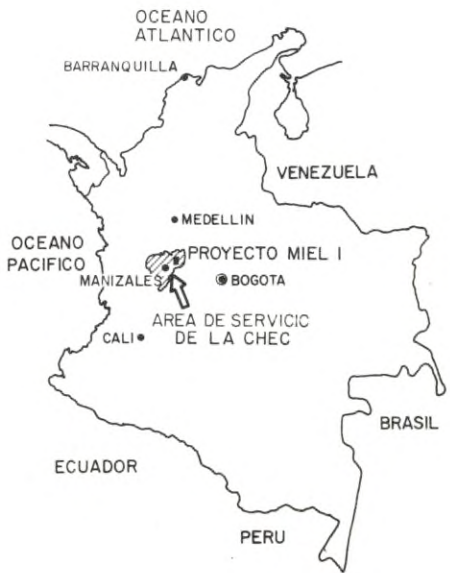 OCEANO
ATLANTICO
BARRANQUILLA
VENEZUELA
MEDELLIN
OCEANO
PACIFICO
PROYECTO MIEL I
MANIZALES
BOGOTA
AREA DE SERVICIC
DE LA CHEC
CALI
BRASIL
ECUADOR
PERU